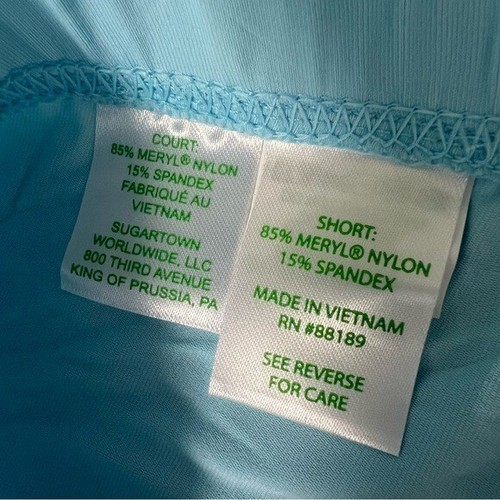 COURT:
85% MERYL® NYLON
15% SPANDEX
FABRIQUÉ AU
VIETNAM
SUGARTOWN
WORLDWIDE, LLC
800 THIRD AVENUE
KING OF PRUSSIA, PA
SHORT:
85% MERYL® NYLON
15% SPANDEX
MADE IN VIETNAM
RN #88189
SEE REVERSE
FOR CARE